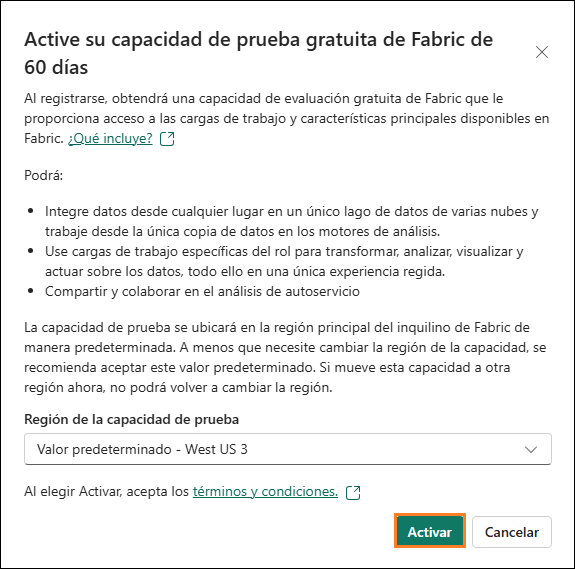 Active su capacidad de prueba gratuita de Fabric de
60 días
Al registrarse, obtendrá una capacidad de evaluación gratuita de Fabric que le
proporciona acceso a las cargas de trabajo y características principales disponibles en
Fabric. ¿Qué incluye?
Podrá:
• Integre datos desde cualquier lugar en un único lago de datos de varias nubes y
trabaje desde la única copia de datos en los motores de análisis.
• Use cargas de trabajo específicas del rol para transformar, analizar, visualizar y
actuar sobre los datos, todo ello en una única experiencia regida.
• Compartir y colaborar en el análisis de autoservicio
La capacidad de prueba se ubicará en la región principal del inquilino de Fabric de
manera predeterminada. A menos que necesite cambiar la región de la capacidad, se
recomienda aceptar este valor predeterminado. Si mueve esta capacidad a otra
región ahora, no podrá volver a cambiar la región.
Región de la capacidad de prueba
Valor predeterminado - West US 3
Al elegir Activar, acepta los términos y condiciones.
Activar Cancelar